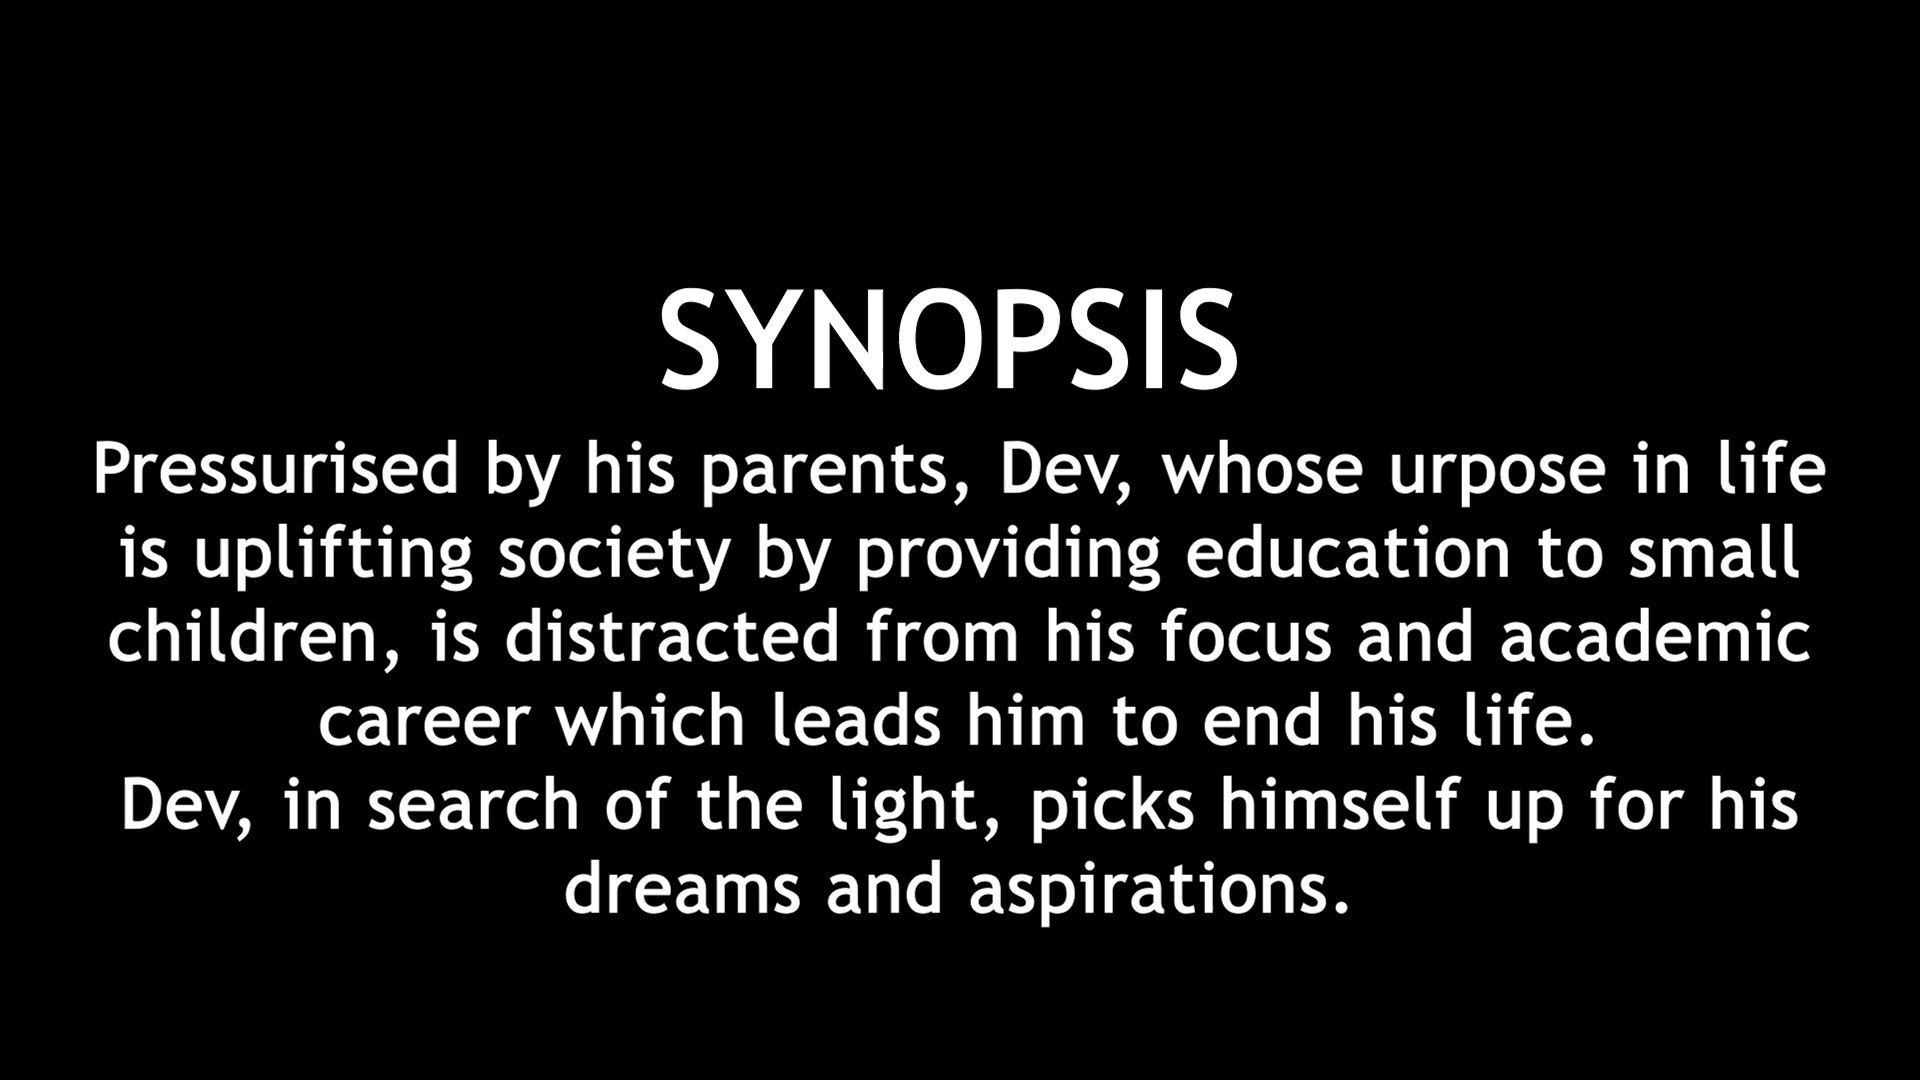 SYNOPSIS
Pressurised by his parents, Dev, whose urpose in life
is uplifting society by providing education to small
children, is distracted from his focus and academic
career which leads him to end his life.
Dev, in search of the light, picks himself up for his
dreams and aspirations.